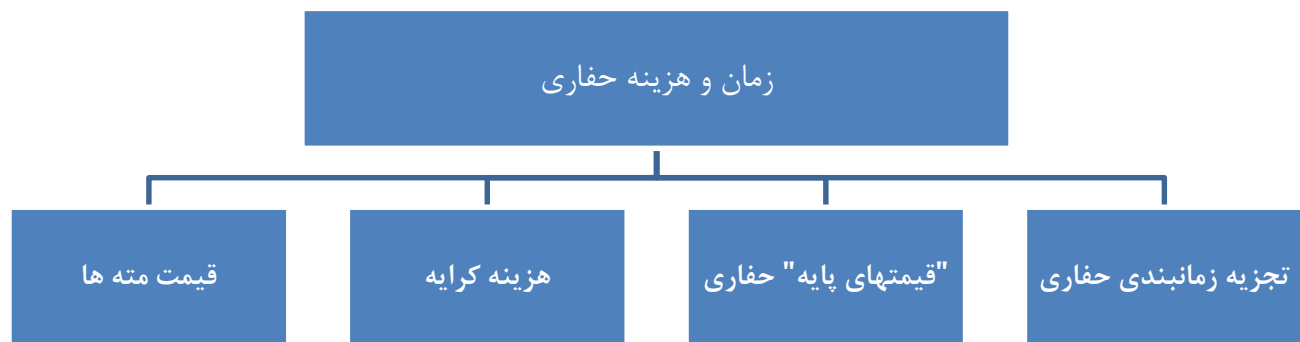 زمان و هزینه حفاری
تجزیه زمانبندی حفاری
"قیمتهای پایه" حفاری
هزینه کرایه
قیمت مته ها